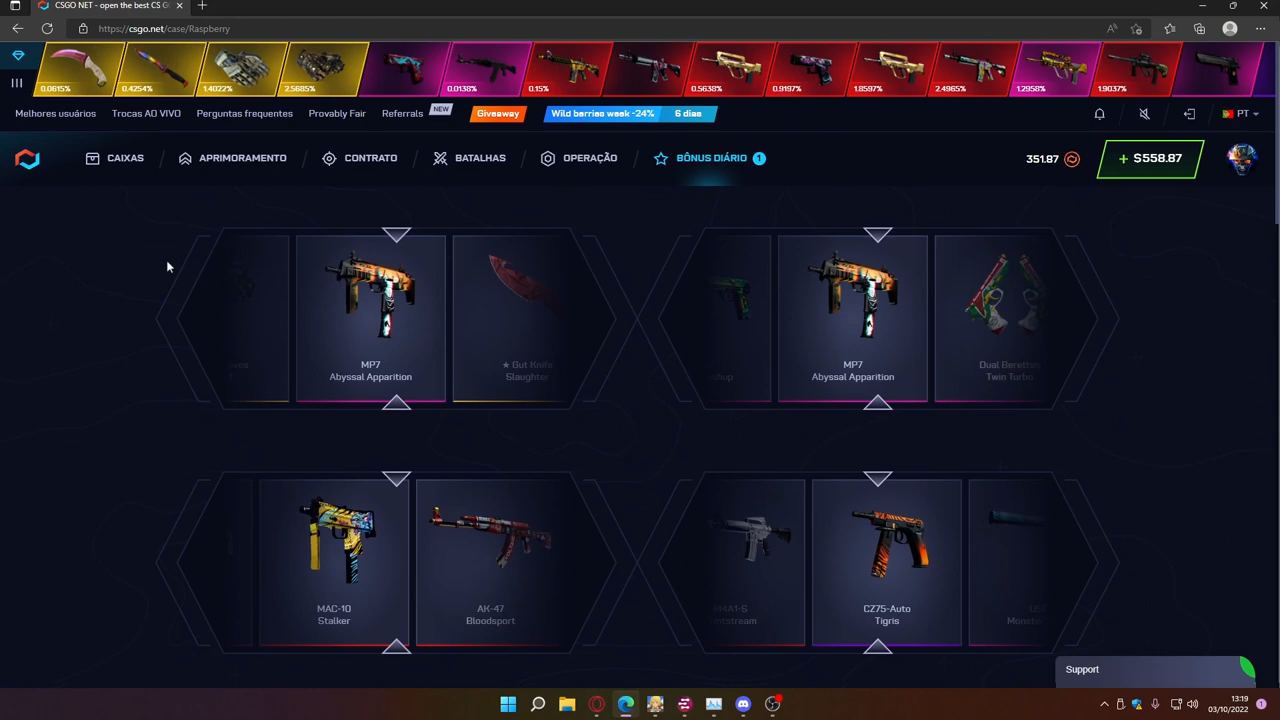 CSGO NET - open the best CS G
https://csgo.net/case/Raspberry
0.0615%
0.4254%
1.4022%
2.5685%
0.0138%
0.15%
0.5638%
0.9197%
1.8597%
2.4965%
1.2958%
1.9037%
Melhores usuários
Trocas AO VIVO
Perguntas frequentes
Provably Fair
Referrals
NEW
Giveaway
Wild berries week -24%
6 dias
PT
CAIXAS
APRIMORAMENTO
CONTRATO
BATALHAS
OPERAÇÃO
BÔNUS DIÁRIO 1
351.87
+ $558.87
MP7
Abyssal Apparition
★ Gut Knife
Slaughter
MP7
Abyssal Apparition
Dual Berettas
Twin Turbo
MAC-10
Stalker
AK-47
Bloodsport
M4A1-S
CZ75-Auto
Tigris
Support
13:19
03/10/2022
1